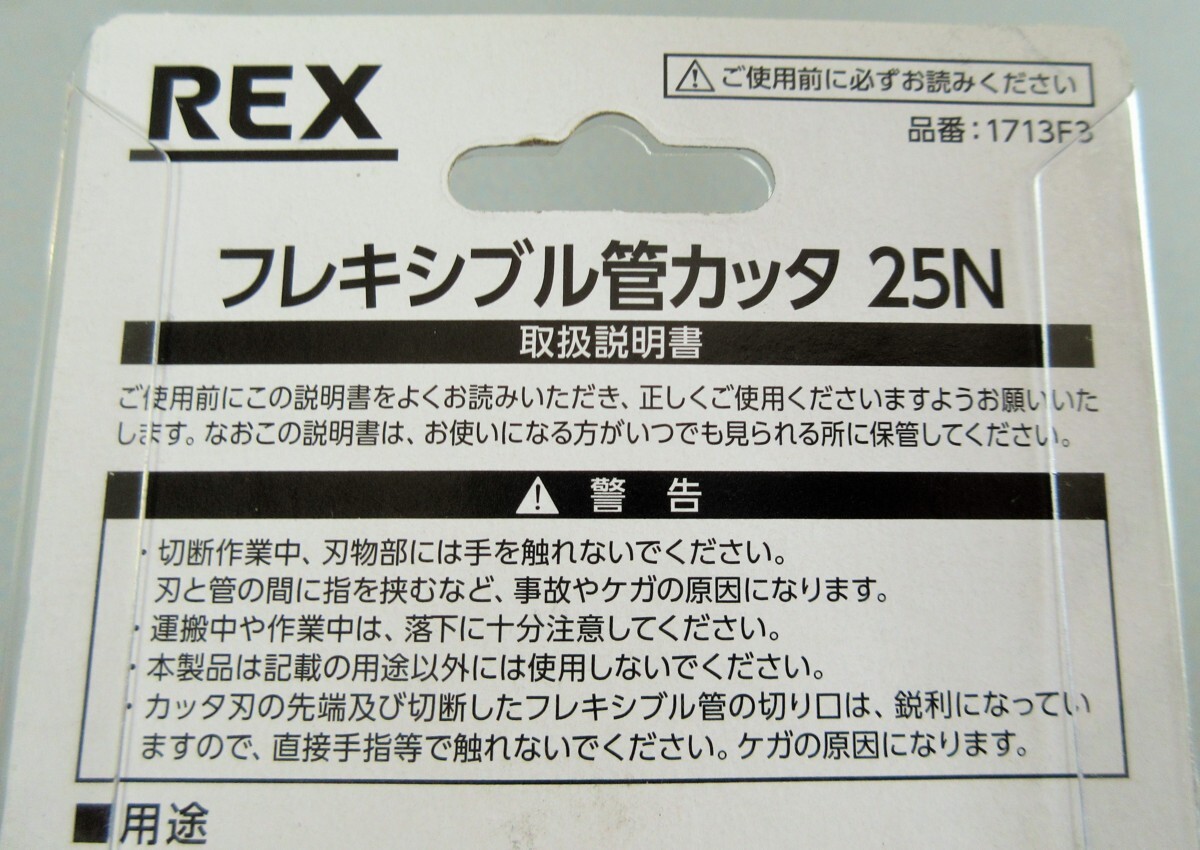 REX
⚠ ご使用前に必ずお読みください
品番：1713F3
フレキシブル管カッタ 25N
取扱説明書
ご使用前にこの説明書をよくお読みいただき、正しくご使用くださいますようお願いいた
します。なおこの説明書は、お使いになる方がいつでも見られる所に保管してください。
⚠ 警 告
・切断作業中、刃物部には手を触れないでください。
刃と管の間に指を挟むなど、事故やケガの原因になります。
・運搬中や作業中は、落下に十分注意してください。
・本製品は記載の用途以外には使用しないでください。
・カッタ刃の先端及び切断したフレキシブル管の切り口は、鋭利になってい
ますので、直接手指等で触れないでください。ケガの原因になります。
■用途